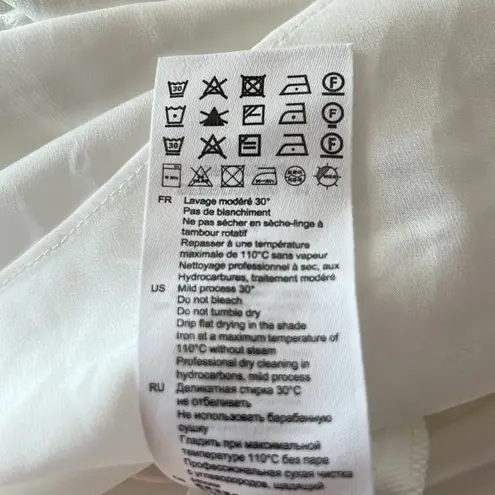 30 F
F
30 F
FR Lavage modéré 30°
Pas de blanchiment
Ne pas sécher en sèche-linge à
tambour rotatif
Repasser à une température
maximale de 110°C sans vapeur
Nettoyage professionnel à sec, aux
Hydrocarbures, traitement modéré
US Mild process 30°
Do not bleach
Do not tumble dry
Drip flat drying in the shade
Iron at a maximum temperature of
110°C without steam
Professional dry cleaning in
hydrocarbons, mild process
RU Деликатная стирка 30°C
не отбеливать
Не использовать барабанную
сушку
Гладить при максимальной
температуре 110°C без пара
Профессиональная сухая чистка
с углеводородом, щадящий